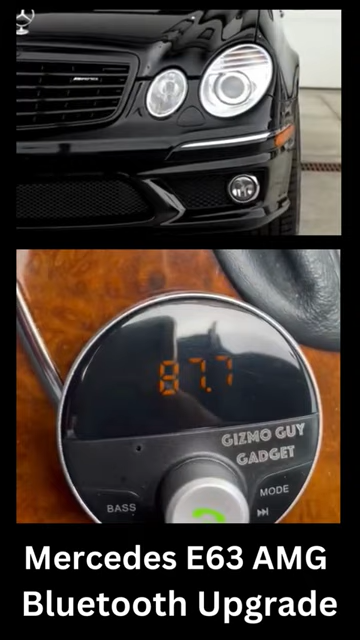 87.7
GIZMO GUY
GADGET
BASS
MODE
Mercedes E63 AMG
Bluetooth Upgrade